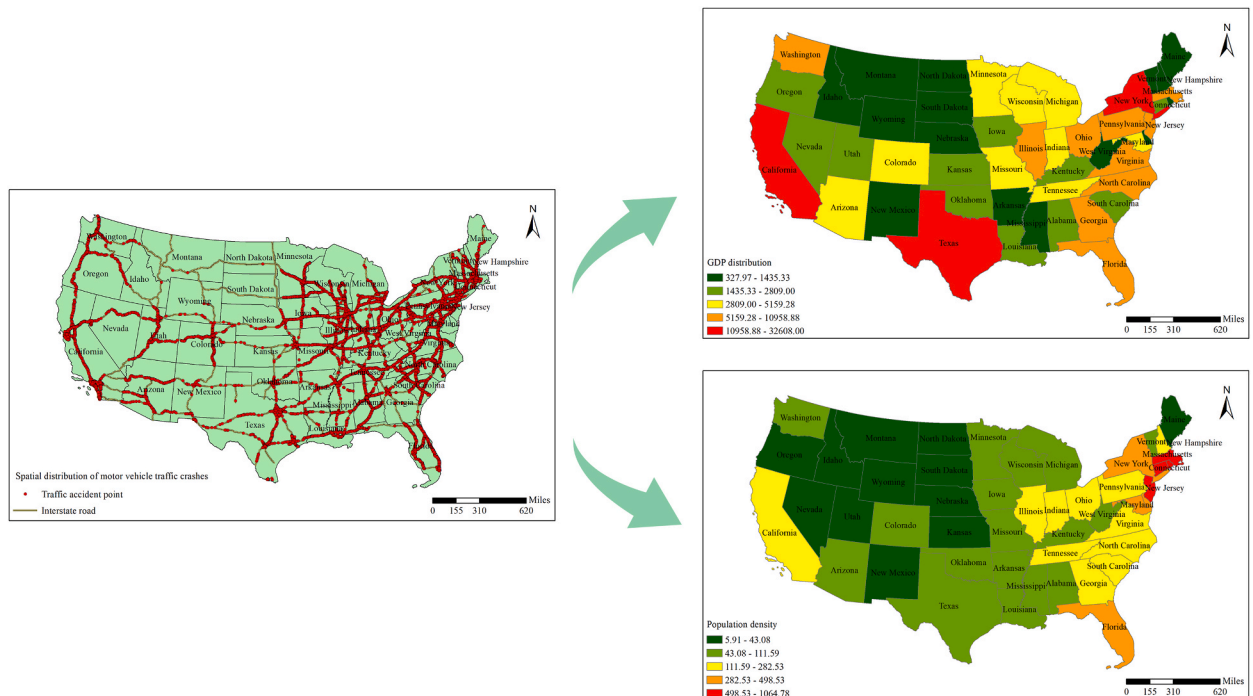 N
Washington
Montana
North Dakota
Minnesota
Maine
Oregon
Idaho
South Dakota
Wisconsin
Michigan
New Hampshire
Wyoming
Iowa
New Jersey
Nebraska
Nevada
Utah
Colorado
Kansas
Missouri
West Virginia
Kentucky
California
Arizona
New Mexico
Oklahoma
Arkansas
Tennessee
North Carolina
South Carolina
Mississippi
Alabama
Georgia
Texas
Louisiana
Florida
Spatial distribution of motor vehicle traffic crashes
Traffic accident point
Interstate road
Miles
0 155 310 620
N
Washington
Montana
North Dakota
Minnesota
Maine
Vermont
New Hampshire
Oregon
Idaho
South Dakota
Wisconsin
Michigan
Massachusetts
New York
Connecticut
Wyoming
Nebraska
Iowa
Pennsylvania
New Jersey
Nevada
Utah
Colorado
Illinois
Indiana
Ohio
Maryland
West Virginia
Virginia
California
Kansas
Missouri
Kentucky
North Carolina
Tennessee
Arizona
New Mexico
Oklahoma
Arkansas
South Carolina
Mississippi
Alabama
Georgia
Texas
Louisiana
Florida
GDP distribution
327.97 - 1435.33
1435.33 - 2809.00
2809.00 - 5159.28
5159.28 - 10958.88
10958.88 - 32608.00
Miles
0 155 310 620
N
Washington
Montana
North Dakota
Minnesota
Maine
Vermont
New Hampshire
Oregon
Idaho
South Dakota
Wisconsin
Michigan
Massachusetts
New York
Connecticut
Wyoming
Nebraska
Iowa
Pennsylvania
New Jersey
Nevada
Utah
Colorado
Illinois
Indiana
Ohio
Maryland
West Virginia
Virginia
California
Kansas
Missouri
Kentucky
North Carolina
Tennessee
Arizona
New Mexico
Oklahoma
Arkansas
South Carolina
Mississippi
Alabama
Georgia
Texas
Louisiana
Florida
Population density
5.91 - 43.08
43.08 - 111.59
111.59 - 282.53
282.53 - 498.53
498.53 - 1064.78
Miles
0 155 310 620